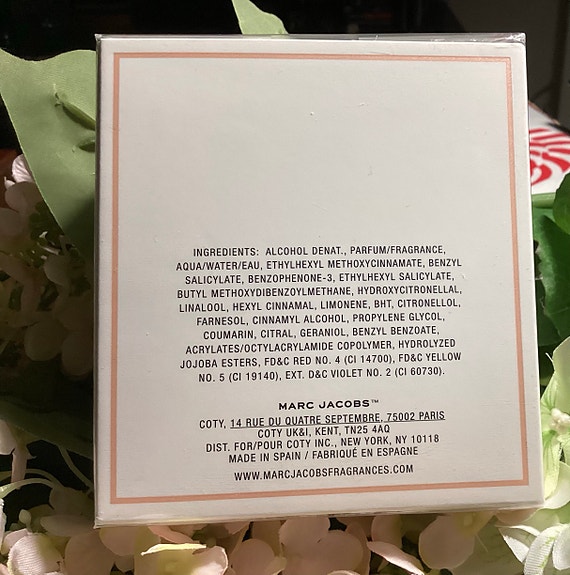 INGREDIENTS: ALCOHOL DENAT., PARFUM/FRAGRANCE,
AQUA/WATER/EAU, ETHYLHEXYL METHOXYCINNAMATE, BENZYL
SALICYLATE, BENZOPHENONE-3, ETHYLHEXYL SALICYLATE,
BUTYL METHOXYDIBENZOYLMETHANE, HYDROXYCITRONELLAL,
LINALOOL, HEXYL CINNAMAL, LIMONENE, BHT, CITRONELLOL,
FARNESOL, CINNAMYL ALCOHOL, PROPYLENE GLYCOL,
COUMARIN, CITRAL, GERANIOL, BENZYL BENZOATE,
ACRYLATES/OCTYLACRYLAMIDE COPOLYMER, HYDROLYZED
JOJOBA ESTERS, FD&C RED NO. 4 (CI 14700), FD&C YELLOW
NO. 5 (CI 19140), EXT. D&C VIOLET NO. 2 (CI 60730).
MARC JACOBS™
COTY, 14 RUE DU QUATRE SEPTEMBRE, 75002 PARIS
COTY UK&I, KENT, TN25 4AQ
DIST. FOR/POUR COTY INC., NEW YORK, NY 10118
MADE IN SPAIN / FABRIQUÉ EN ESPAGNE
WWW.MARCJACOBSFRAGRANCES.COM